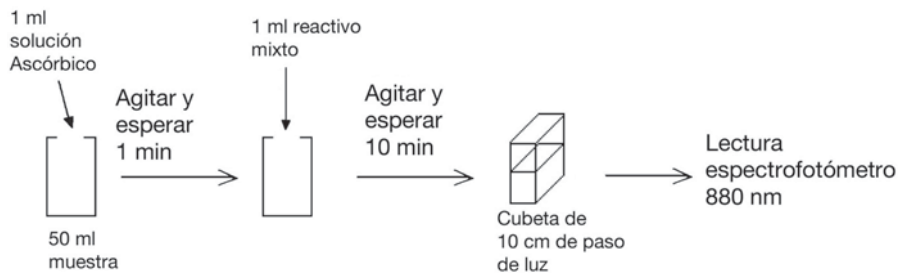 1 ml
solución
Ascórbico
Agitar y
esperar
1 min
50 ml
muestra
1 ml reactivo
mixto
Agitar y
esperar
10 min
Cubeta de
10 cm de paso
de luz
Lectura
espectrofotómetro
880 nm